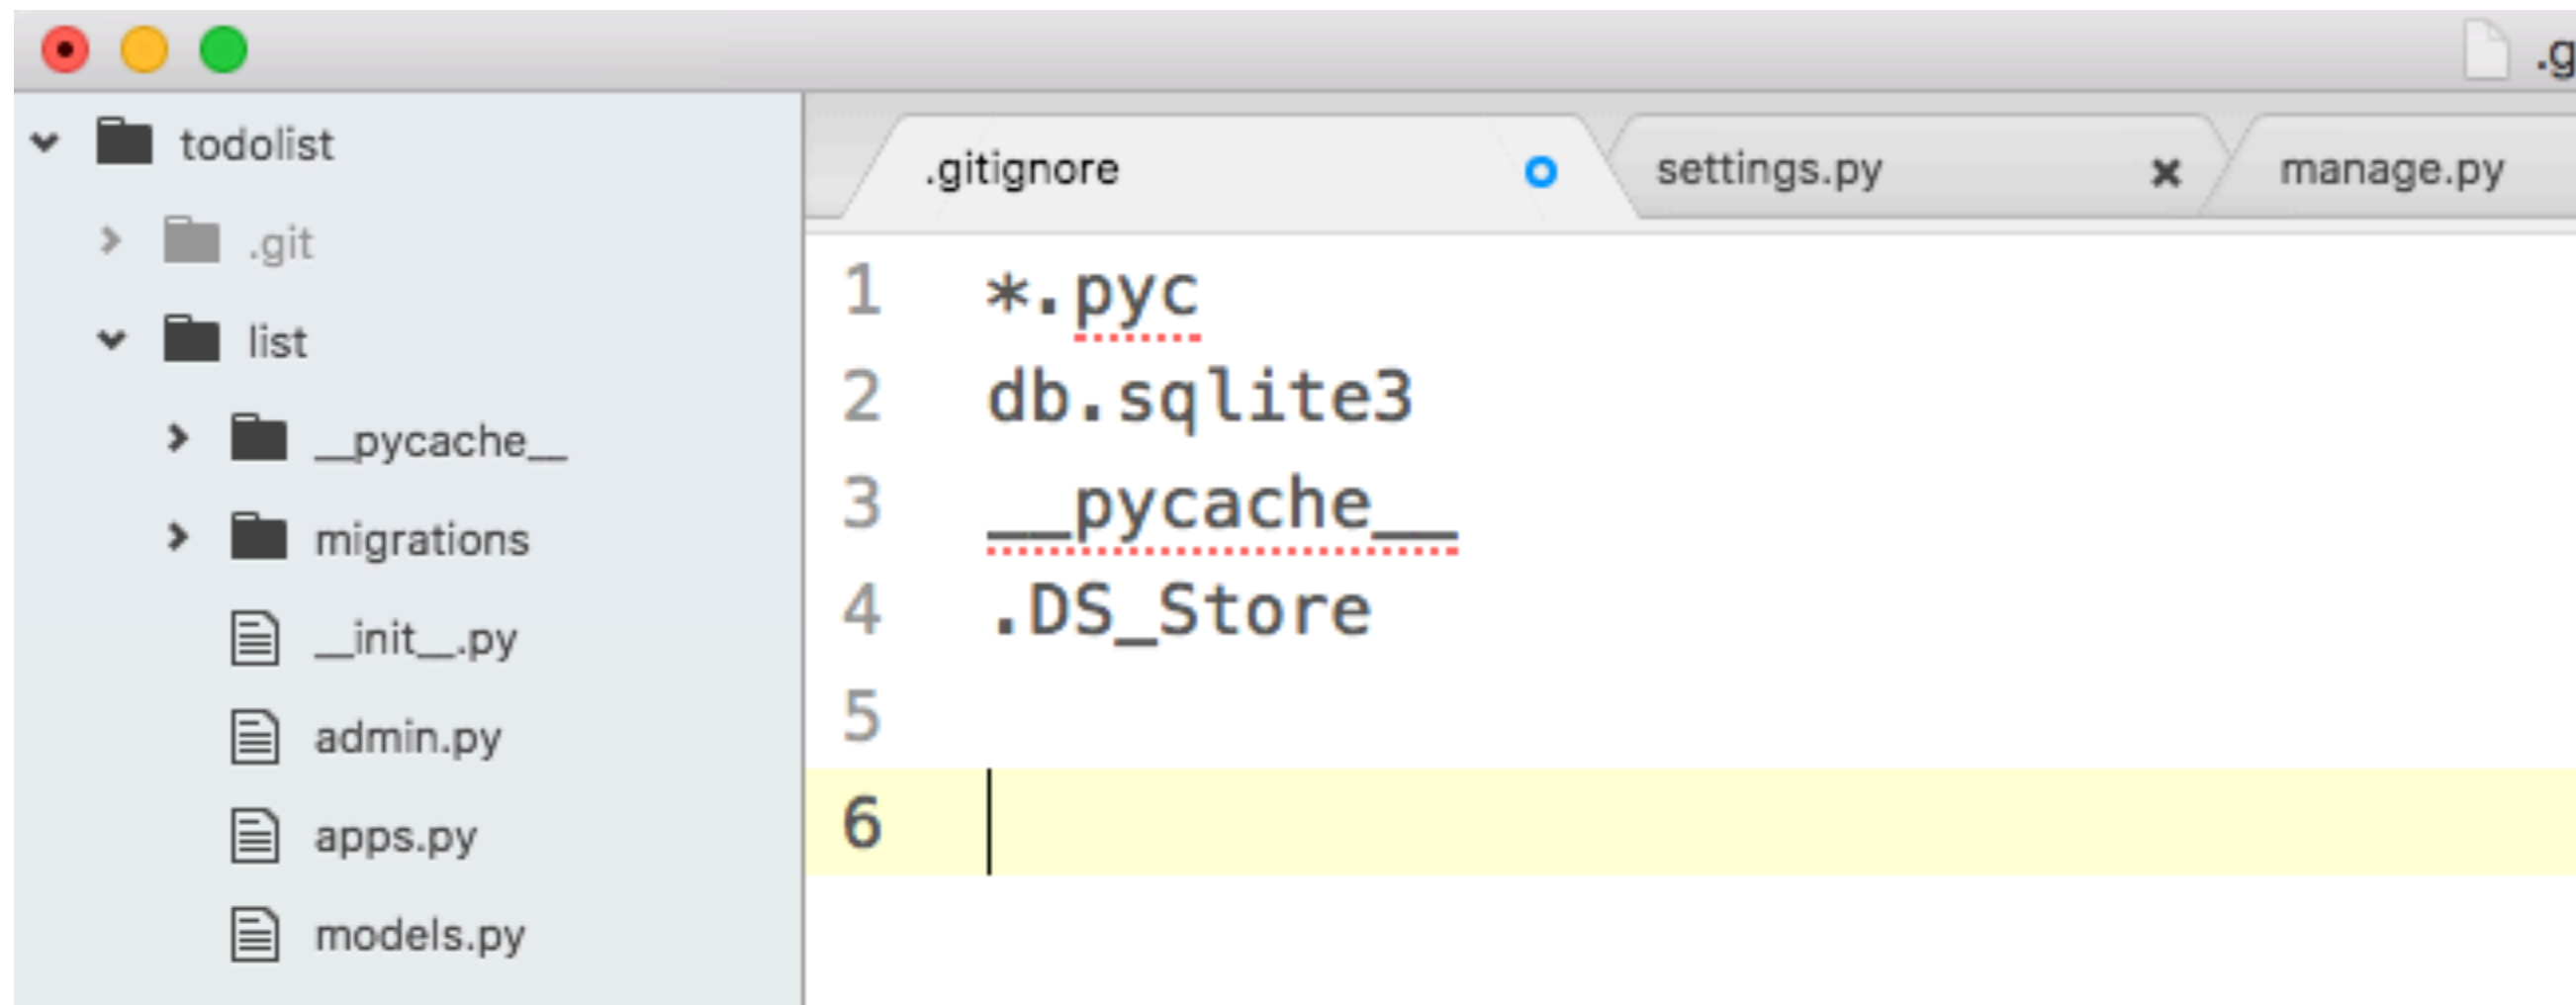 .g
todolist
.git
list
__pycache__
migrations
__init__.py
admin.py
apps.py
models.py
.gitignore settings.py manage.py
1 *.pyc
2 db.sqlite3
3 __pycache__
4 .DS_Store
5
6